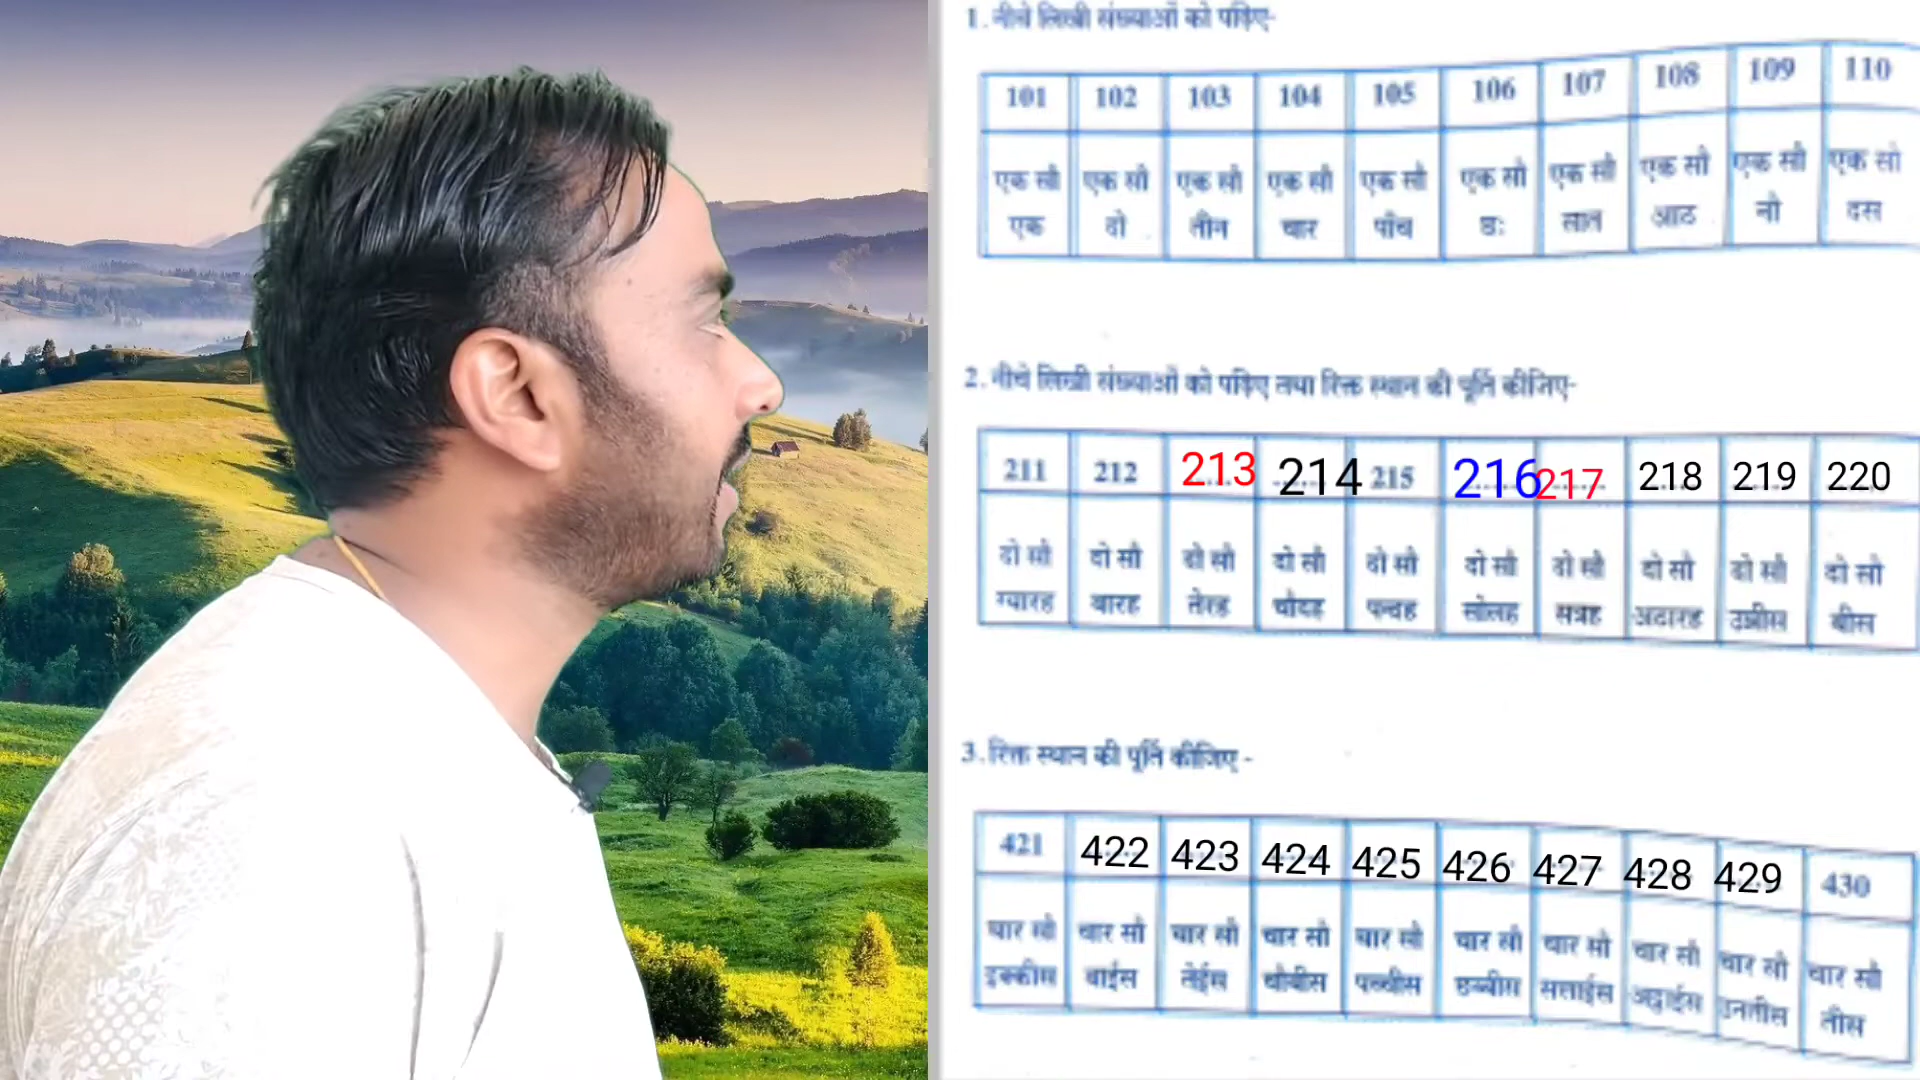 1. नीचे लिखी संख्याओं को पढ़िए-
101 102 103 104 105 106 107 108 109 110
एक सौ एक सौ एक सौ एक सौ एक सौ एक सौ एक सौ एक सौ एक सौ एक सौ
एक दो तीन चार पाँच छः सात आठ नौ दस
2. नीचे लिखी संख्याओं को पढ़िए तथा रिक्त स्थान की पूर्ति कीजिए-
211 212 213 214 215 216 217 218 219 220
दो सौ दो सौ दो सौ दो सौ दो सौ दो सौ दो सौ दो सौ दो सौ दो सौ
ग्यारह बारह तेरह चौदह पन्द्रह सोलह सत्रह अठारह उन्नीस बीस
3. रिक्त स्थान की पूर्ति कीजिए -
421 422 423 424 425 426 427 428 429 430
चार सौ चार सौ चार सौ चार सौ चार सौ चार सौ चार सौ चार सौ चार सौ चार सौ
इक्कीस बाईस तेईस चौबीस पच्चीस छब्बीस सत्ताईस अट्ठाईस उनतीस तीस